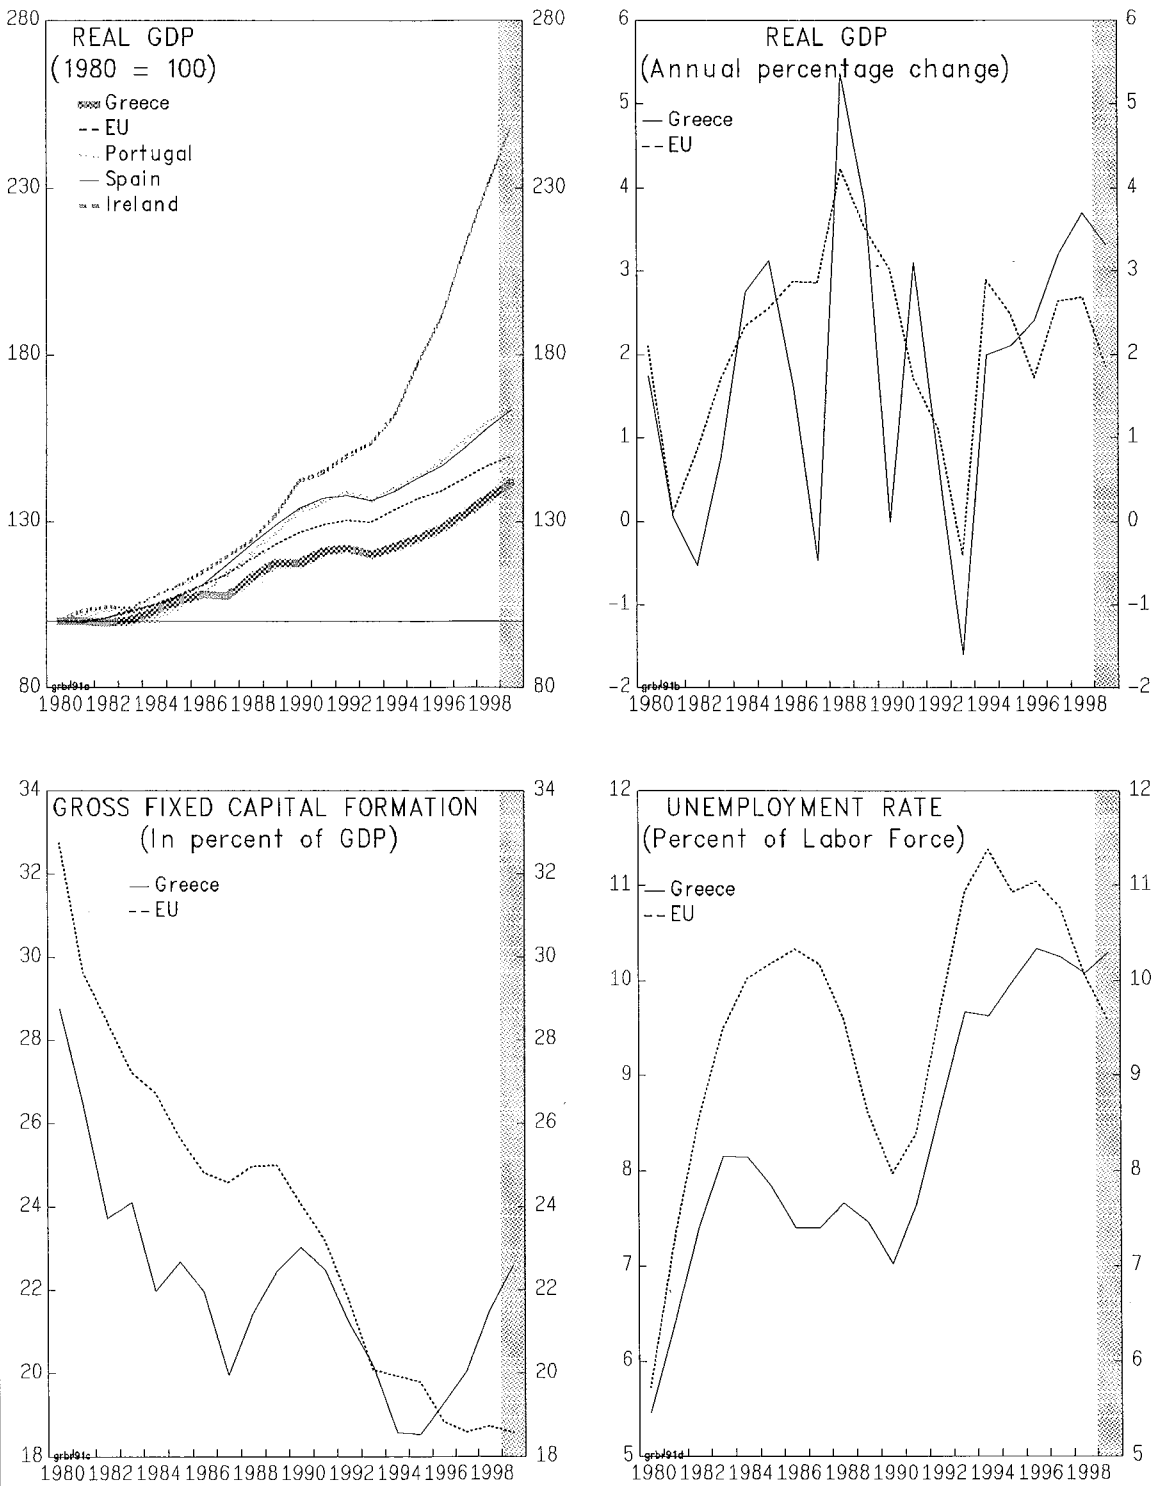 REAL GDP
(1980 = 100)
Greece
EU
Portugal
Spain
Ireland
280
230
180
130
80
280
230
180
130
80
grbr91a
1980 1982 1984 1986 1988 1990 1992 1994 1996 1998
REAL GDP
(Annual percentage change)
Greece
EU
6
5
4
3
2
1
0
-1
-2
6
5
4
3
2
1
0
-1
-2
grbr91b
1980 1982 1984 1986 1988 1990 1992 1994 1996 1998
GROSS FIXED CAPITAL FORMATION
(In percent of GDP)
Greece
EU
34
32
30
28
26
24
22
20
18
34
32
30
28
26
24
22
20
18
grbr91c
1980 1982 1984 1986 1988 1990 1992 1994 1996 1998
UNEMPLOYMENT RATE
(Percent of Labor Force)
Greece
EU
12
11
10
9
8
7
6
5
12
11
10
9
8
7
6
5
grbr91d
1980 1982 1984 1986 1988 1990 1992 1994 1996 1998